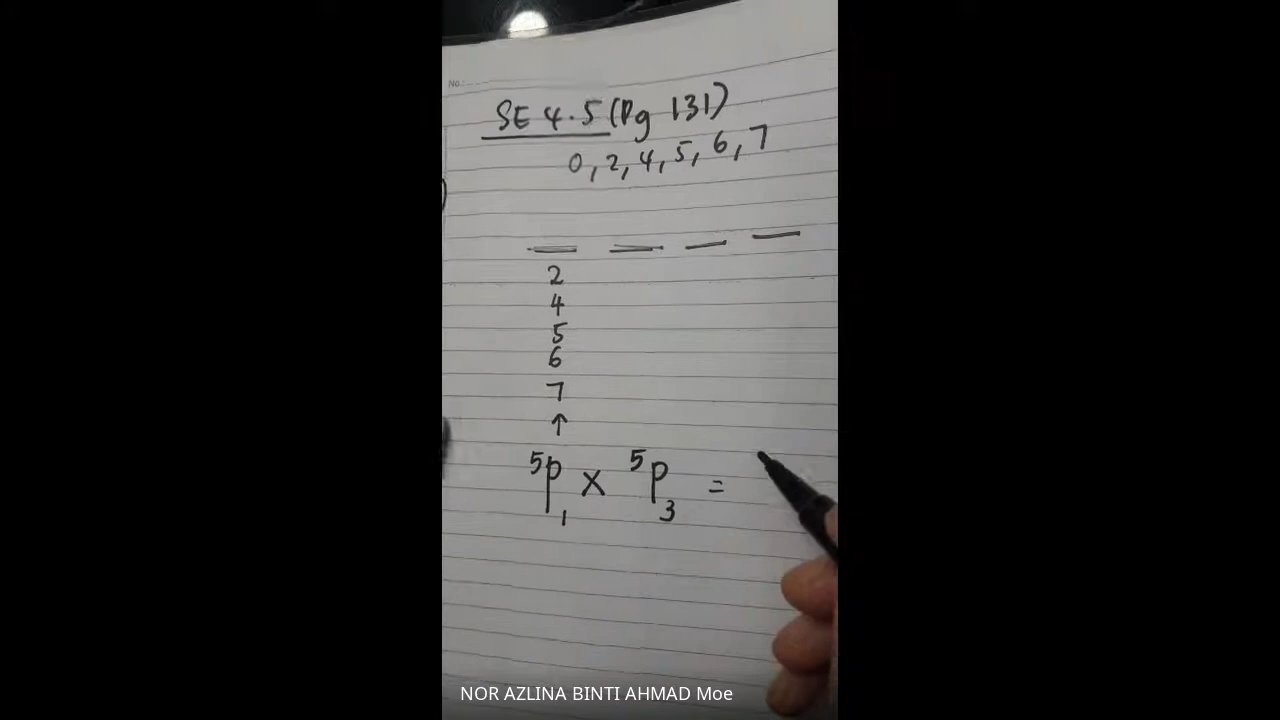 No.:
SE 4.5 (Pg 131)
0, 2, 4, 5, 6, 7
2
4
5
6
7
↑
⁵P₁ × ⁵P₃ =
NOR AZLINA BINTI AHMAD Moe